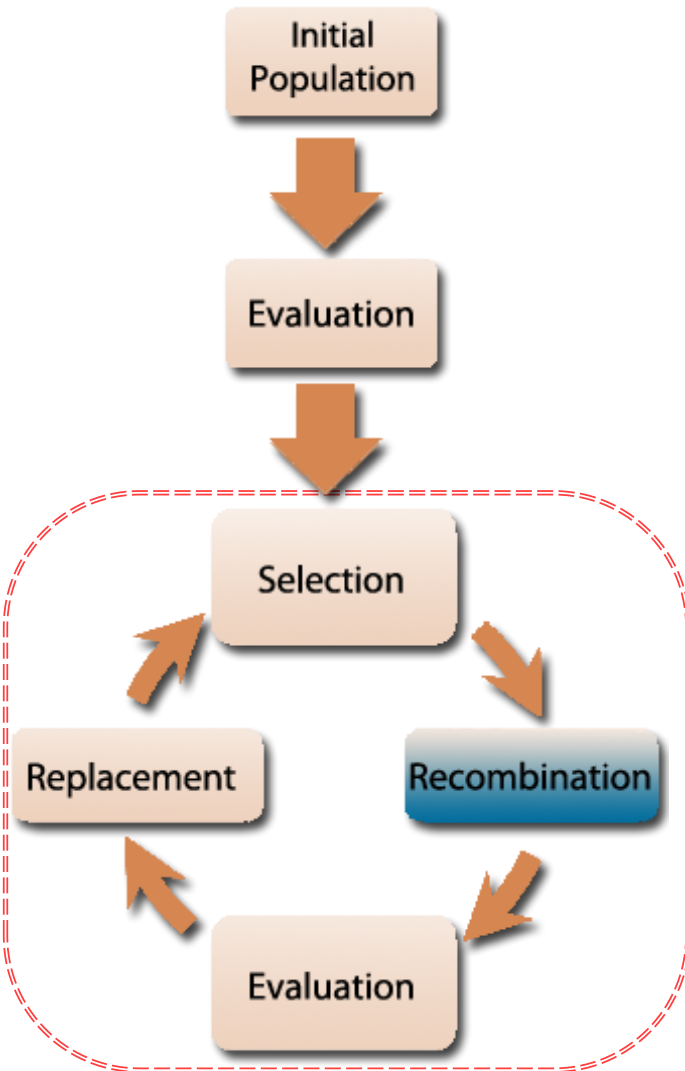 Initial
Population
Evaluation
Selection
Replacement
Recombination
Evaluation